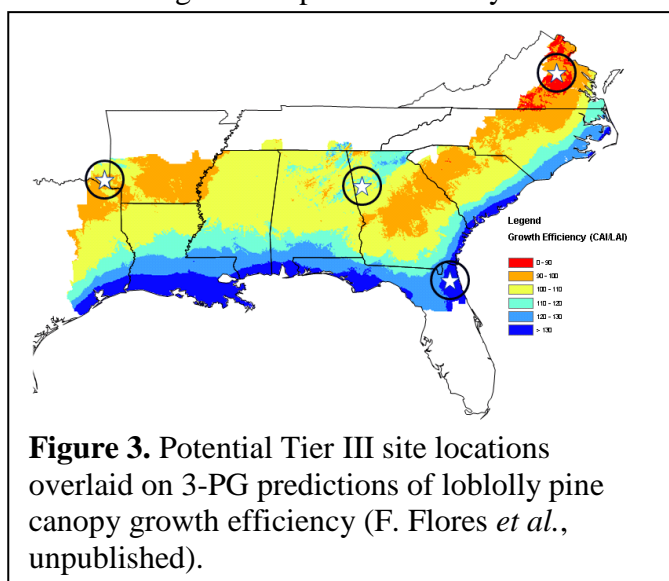 Legend
Growth Efficiency (CAI/LAI)
0 - 90
90 - 100
100 - 110
110 - 120
120 - 130
> 130
Figure 3. Potential Tier III site locations
overlaid on 3-PG predictions of loblolly pine
canopy growth efficiency (F. Flores et al.,
unpublished).